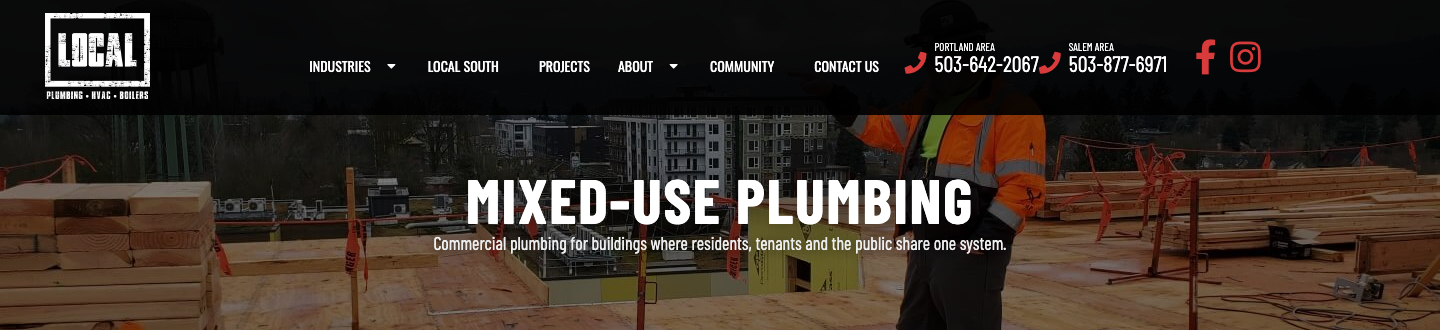 LOCAL
PLUMBING • HVAC • BOILERS
INDUSTRIES
LOCAL SOUTH
PROJECTS
ABOUT
COMMUNITY
CONTACT US
PORTLAND AREA
503-642-2067
SALEM AREA
503-877-6971
MIXED-USE PLUMBING
Commercial plumbing for buildings where residents, tenants and the public share one system.